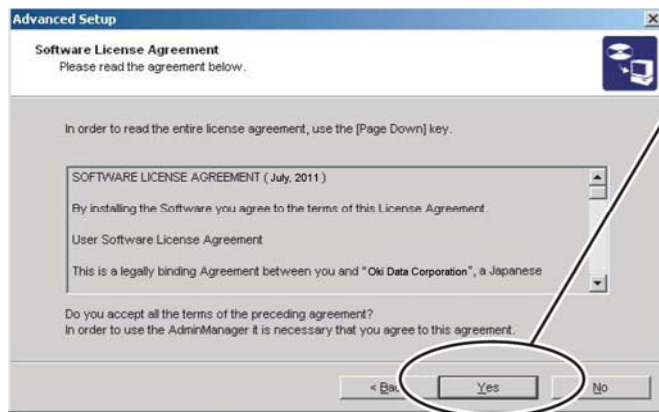 Advanced Setup
Software License Agreement
Please read the agreement below.
In order to read the entire license agreement, use the [Page Down] key.
SOFTWARE LICENSE AGREEMENT ( July, 2011 )
By installing the Software you agree to the terms of this License Agreement.
User Software License Agreement
This is a legally binding Agreement between you and "Oki Data Corporation", a Japanese
Do you accept all the terms of the preceding agreement?
In order to use the AdminManager it is necessary that you agree to this agreement.
< Yes No